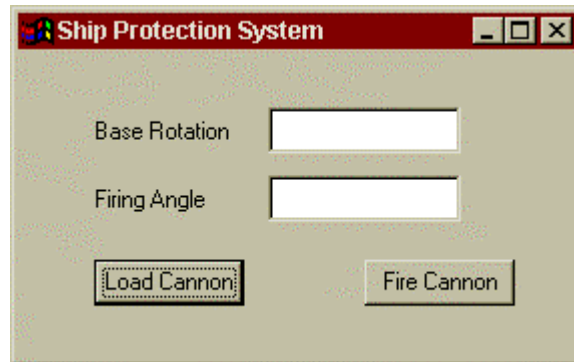 Ship Protection System
Base Rotation
Firing Angle
Load Cannon
Fire Cannon